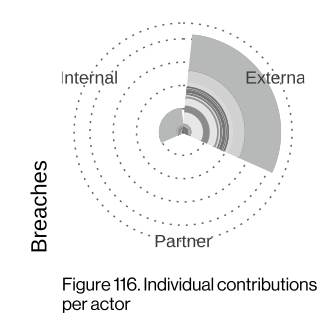 Internal
Externa
Breaches
Partner
Figure 116. Individual contributions
per actor